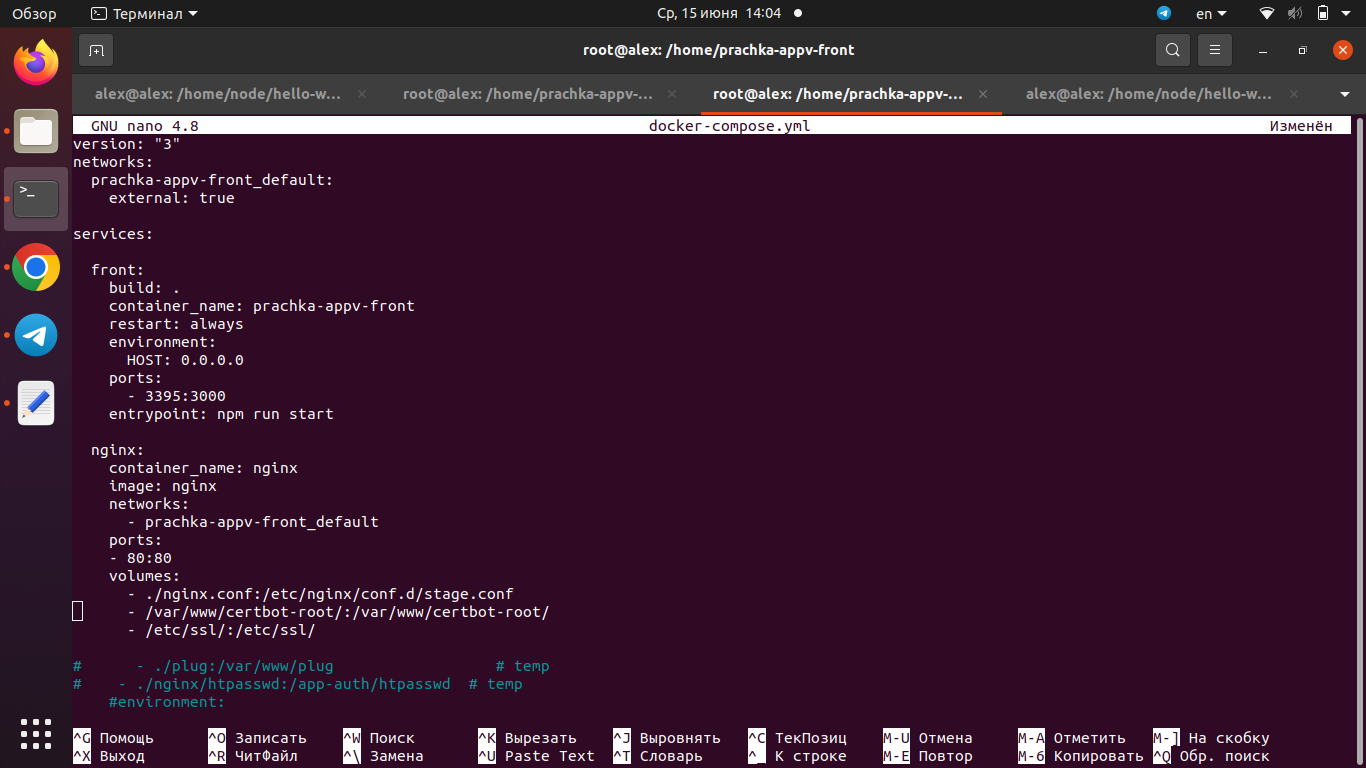 Обзор
Терминал
Ср, 15 июня 14:04
en
root@alex: /home/prachka-appv-front
alex@alex: /home/node/hello-w...
root@alex: /home/prachka-appv-...
root@alex: /home/prachka-appv-...
alex@alex: /home/node/hello-w...
GNU nano 4.8 docker-compose.yml Изменён
version: "3"
networks:
  prachka-appv-front_default:
    external: true
services:
  front:
    build: .
    container_name: prachka-appv-front
    restart: always
    environment:
      HOST: 0.0.0.0
    ports:
      - 3395:3000
    entrypoint: npm run start
  nginx:
    container_name: nginx
    image: nginx
    networks:
      - prachka-appv-front_default
    ports:
    - 80:80
    volumes:
      - ./nginx.conf:/etc/nginx/conf.d/stage.conf
      - /var/www/certbot-root/:/var/www/certbot-root/
      - /etc/ssl/:/etc/ssl/
#      - ./plug:/var/www/plug                  # temp
#    - ./nginx/htpasswd:/app-auth/htpasswd  # temp
    #environment:
^G Помощь ^O Записать ^W Поиск ^K Вырезать ^J Выровнять ^C ТекПозиц M-U Отмена M-A Отметить M-] На скобку
^X Выход ^R ЧитФайл ^\ Замена ^U Paste Text ^T Словарь ^_ К строке M-E Повтор M-6 Копировать ^Q Обр. поиск